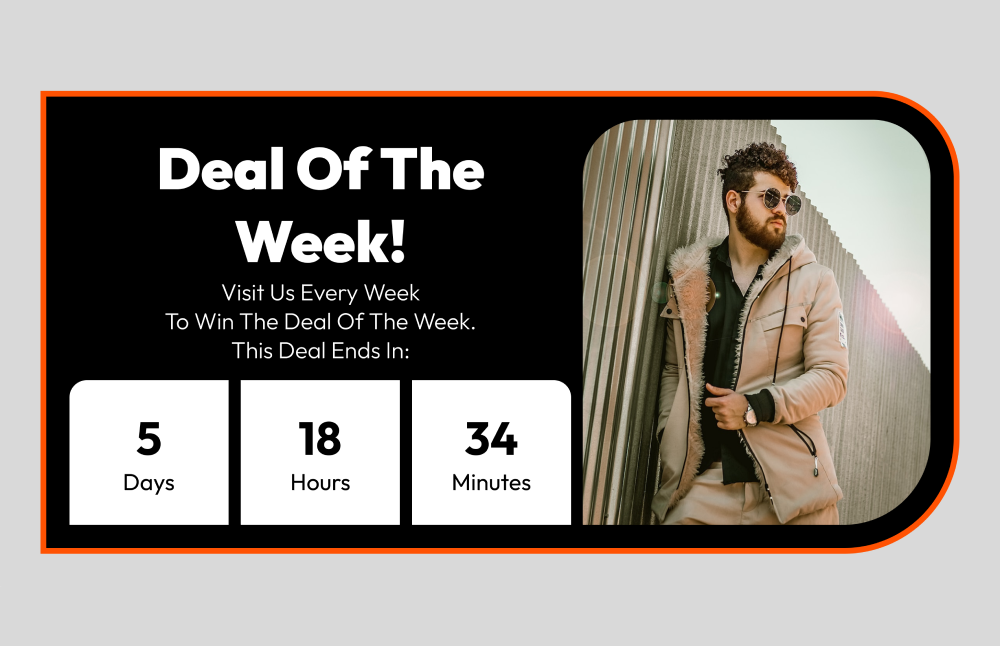 Deal Of The
Week!
Visit Us Every Week
To Win The Deal Of The Week.
This Deal Ends In:
5
Days
18
Hours
34
Minutes